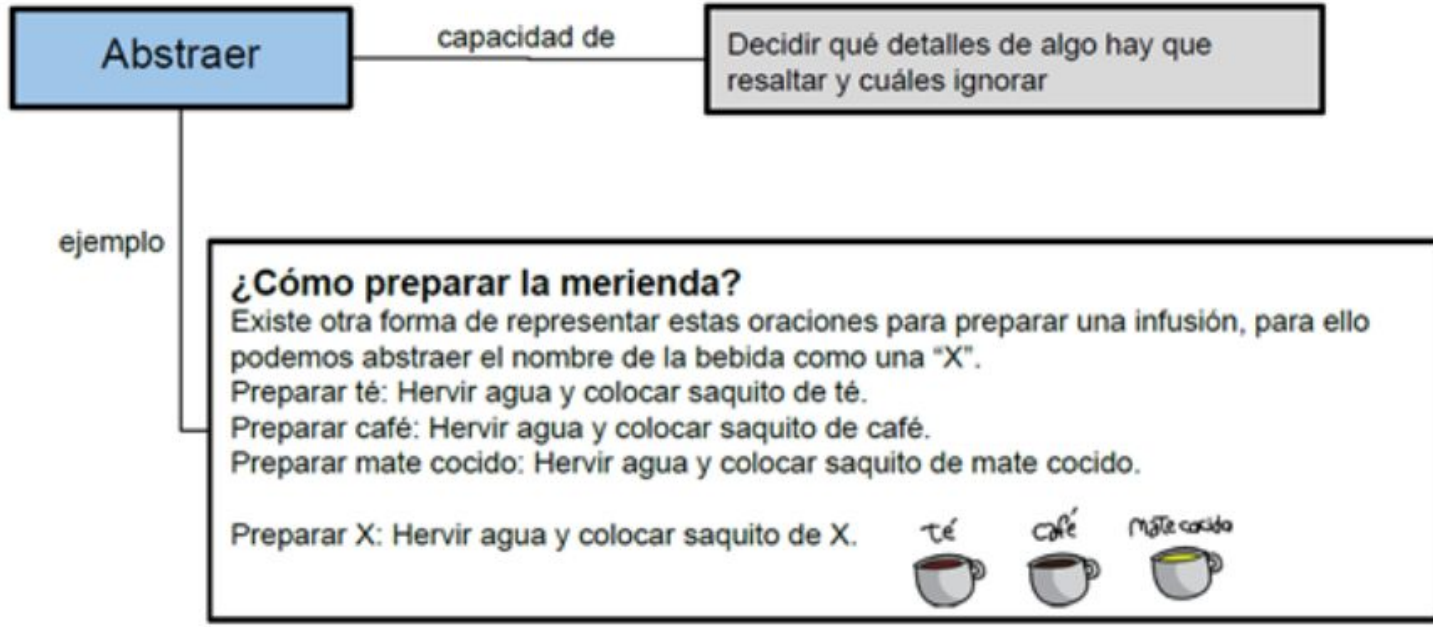 Abstraer
capacidad de
Decidir qué detalles de algo hay que
resaltar y cuáles ignorar
ejemplo
¿Cómo preparar la merienda?
Existe otra forma de representar estas oraciones para preparar una infusión, para ello
podemos abstraer el nombre de la bebida como una “X”.
Preparar té: Hervir agua y colocar saquito de té.
Preparar café: Hervir agua y colocar saquito de café.
Preparar mate cocido: Hervir agua y colocar saquito de mate cocido.
Preparar X: Hervir agua y colocar saquito de X.
té café mate cocido